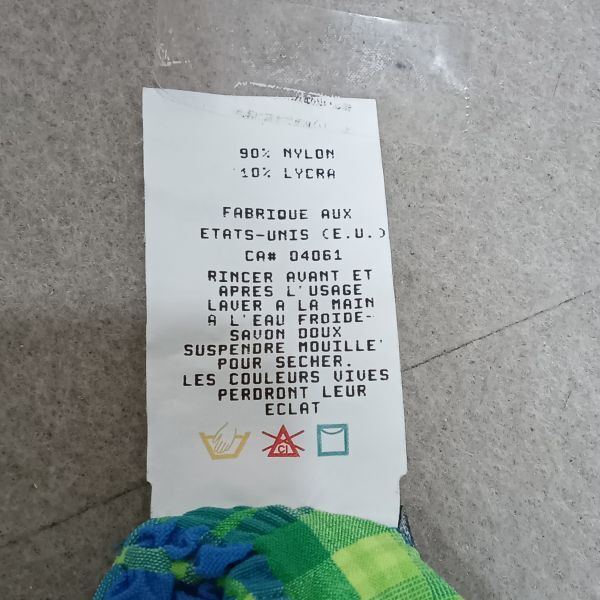 90% NYLON
10% LYCRA
FABRIQUE AUX
ETATS-UNIS (E.U.)
CA# 04061
RINCER AVANT ET
APRES L'USAGE
LAVER A LA MAIN
A L'EAU FROIDE-
SAVON DOUX
SUSPENDRE MOUILLE'
POUR SECHER.
LES COULEURS VIVES
PERDRONT LEUR
ECLAT
CL